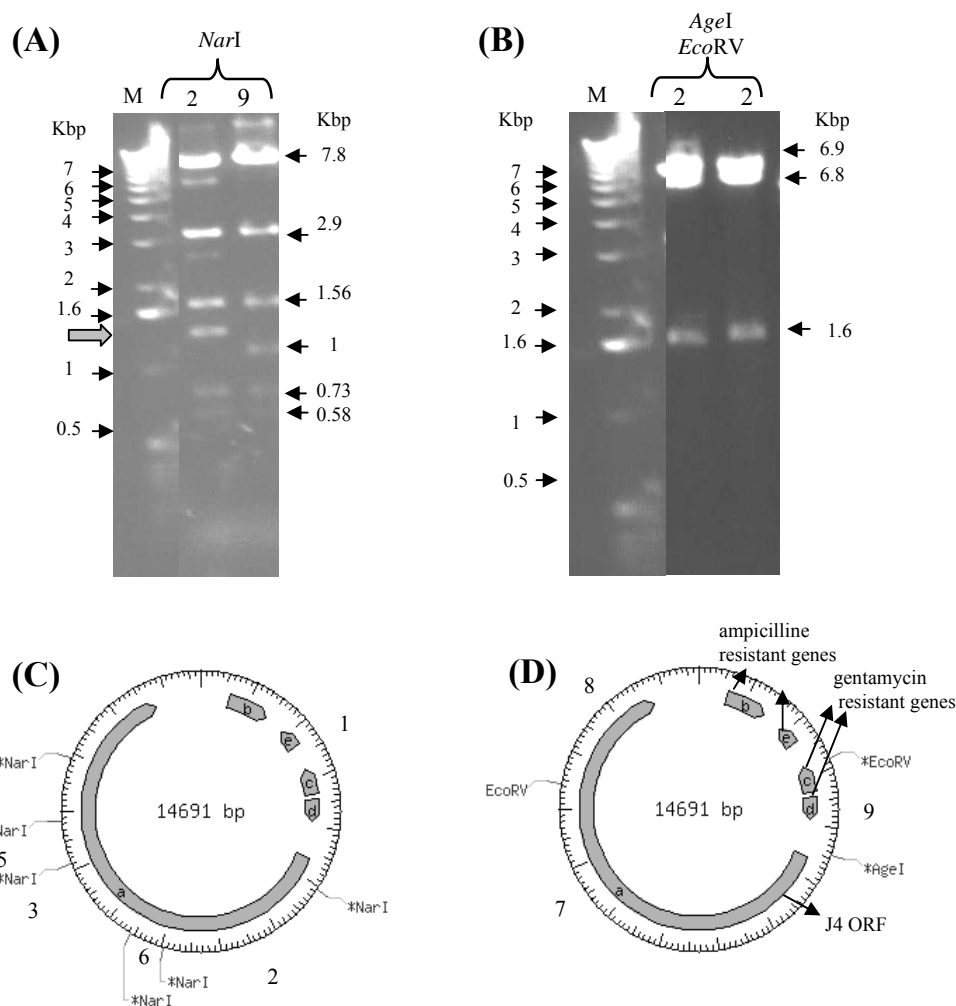 (A)
NarI
M 2 9
Kbp
Kbp
7
6
5
4
3
2
1.6
1
0.5
7.8
2.9
1.56
1
0.73
0.58
(B)
AgeI
EcoRV
M 2 2
Kbp
Kbp
7
6
5
4
3
2
1.6
1
0.5
6.9
6.8
1.6
(C)
1
*NarI
NarI
5
*NarI
3
6
*NarI
*NarI
2
*NarI
14691 bp
a
b
e
c
d
(D)
ampicilline
resistant genes
gentamycin
resistant genes
8
EcoRV
*EcoRV
9
*AgeI
7
J4 ORF
14691 bp
a
b
e
c
d